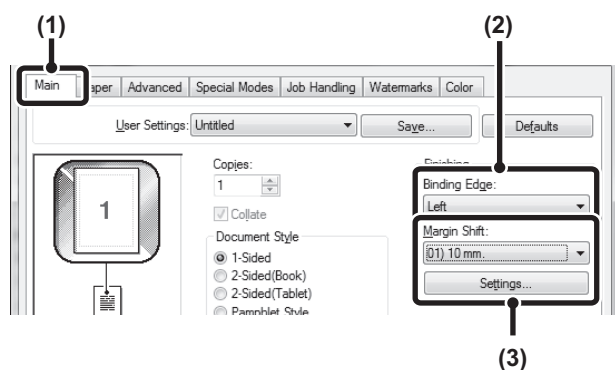 (1)
(2)
Main Paper Advanced Special Modes Job Handling Watermarks Color
User Settings: Untitled Save... Defaults
Copies:
1
Collate
Document Style
1-Sided
2-Sided(Book)
2-Sided(Tablet)
Pamphlet Style
1
Finishing
Binding Edge:
Left
Margin Shift:
01) 10 mm.
Settings...
(3)